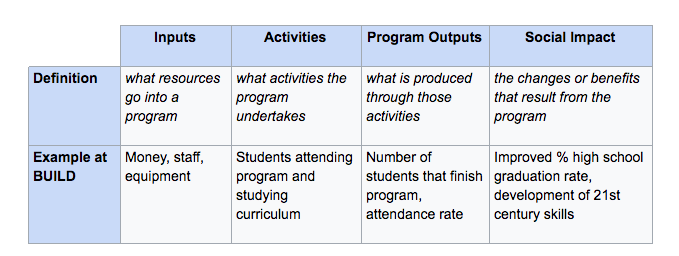 Inputs Activities Program Outputs Social Impact
Definition
what resources
go into a
program
what activities the
program
undertakes
what is produced
through those
activities
the changes or benefits
that result from the
program
Example at
BUILD
Money, staff,
equipment
Students attending
program and
studying
curriculum
Number of
students that finish
program,
attendance rate
Improved % high school
graduation rate,
development of 21st
century skills